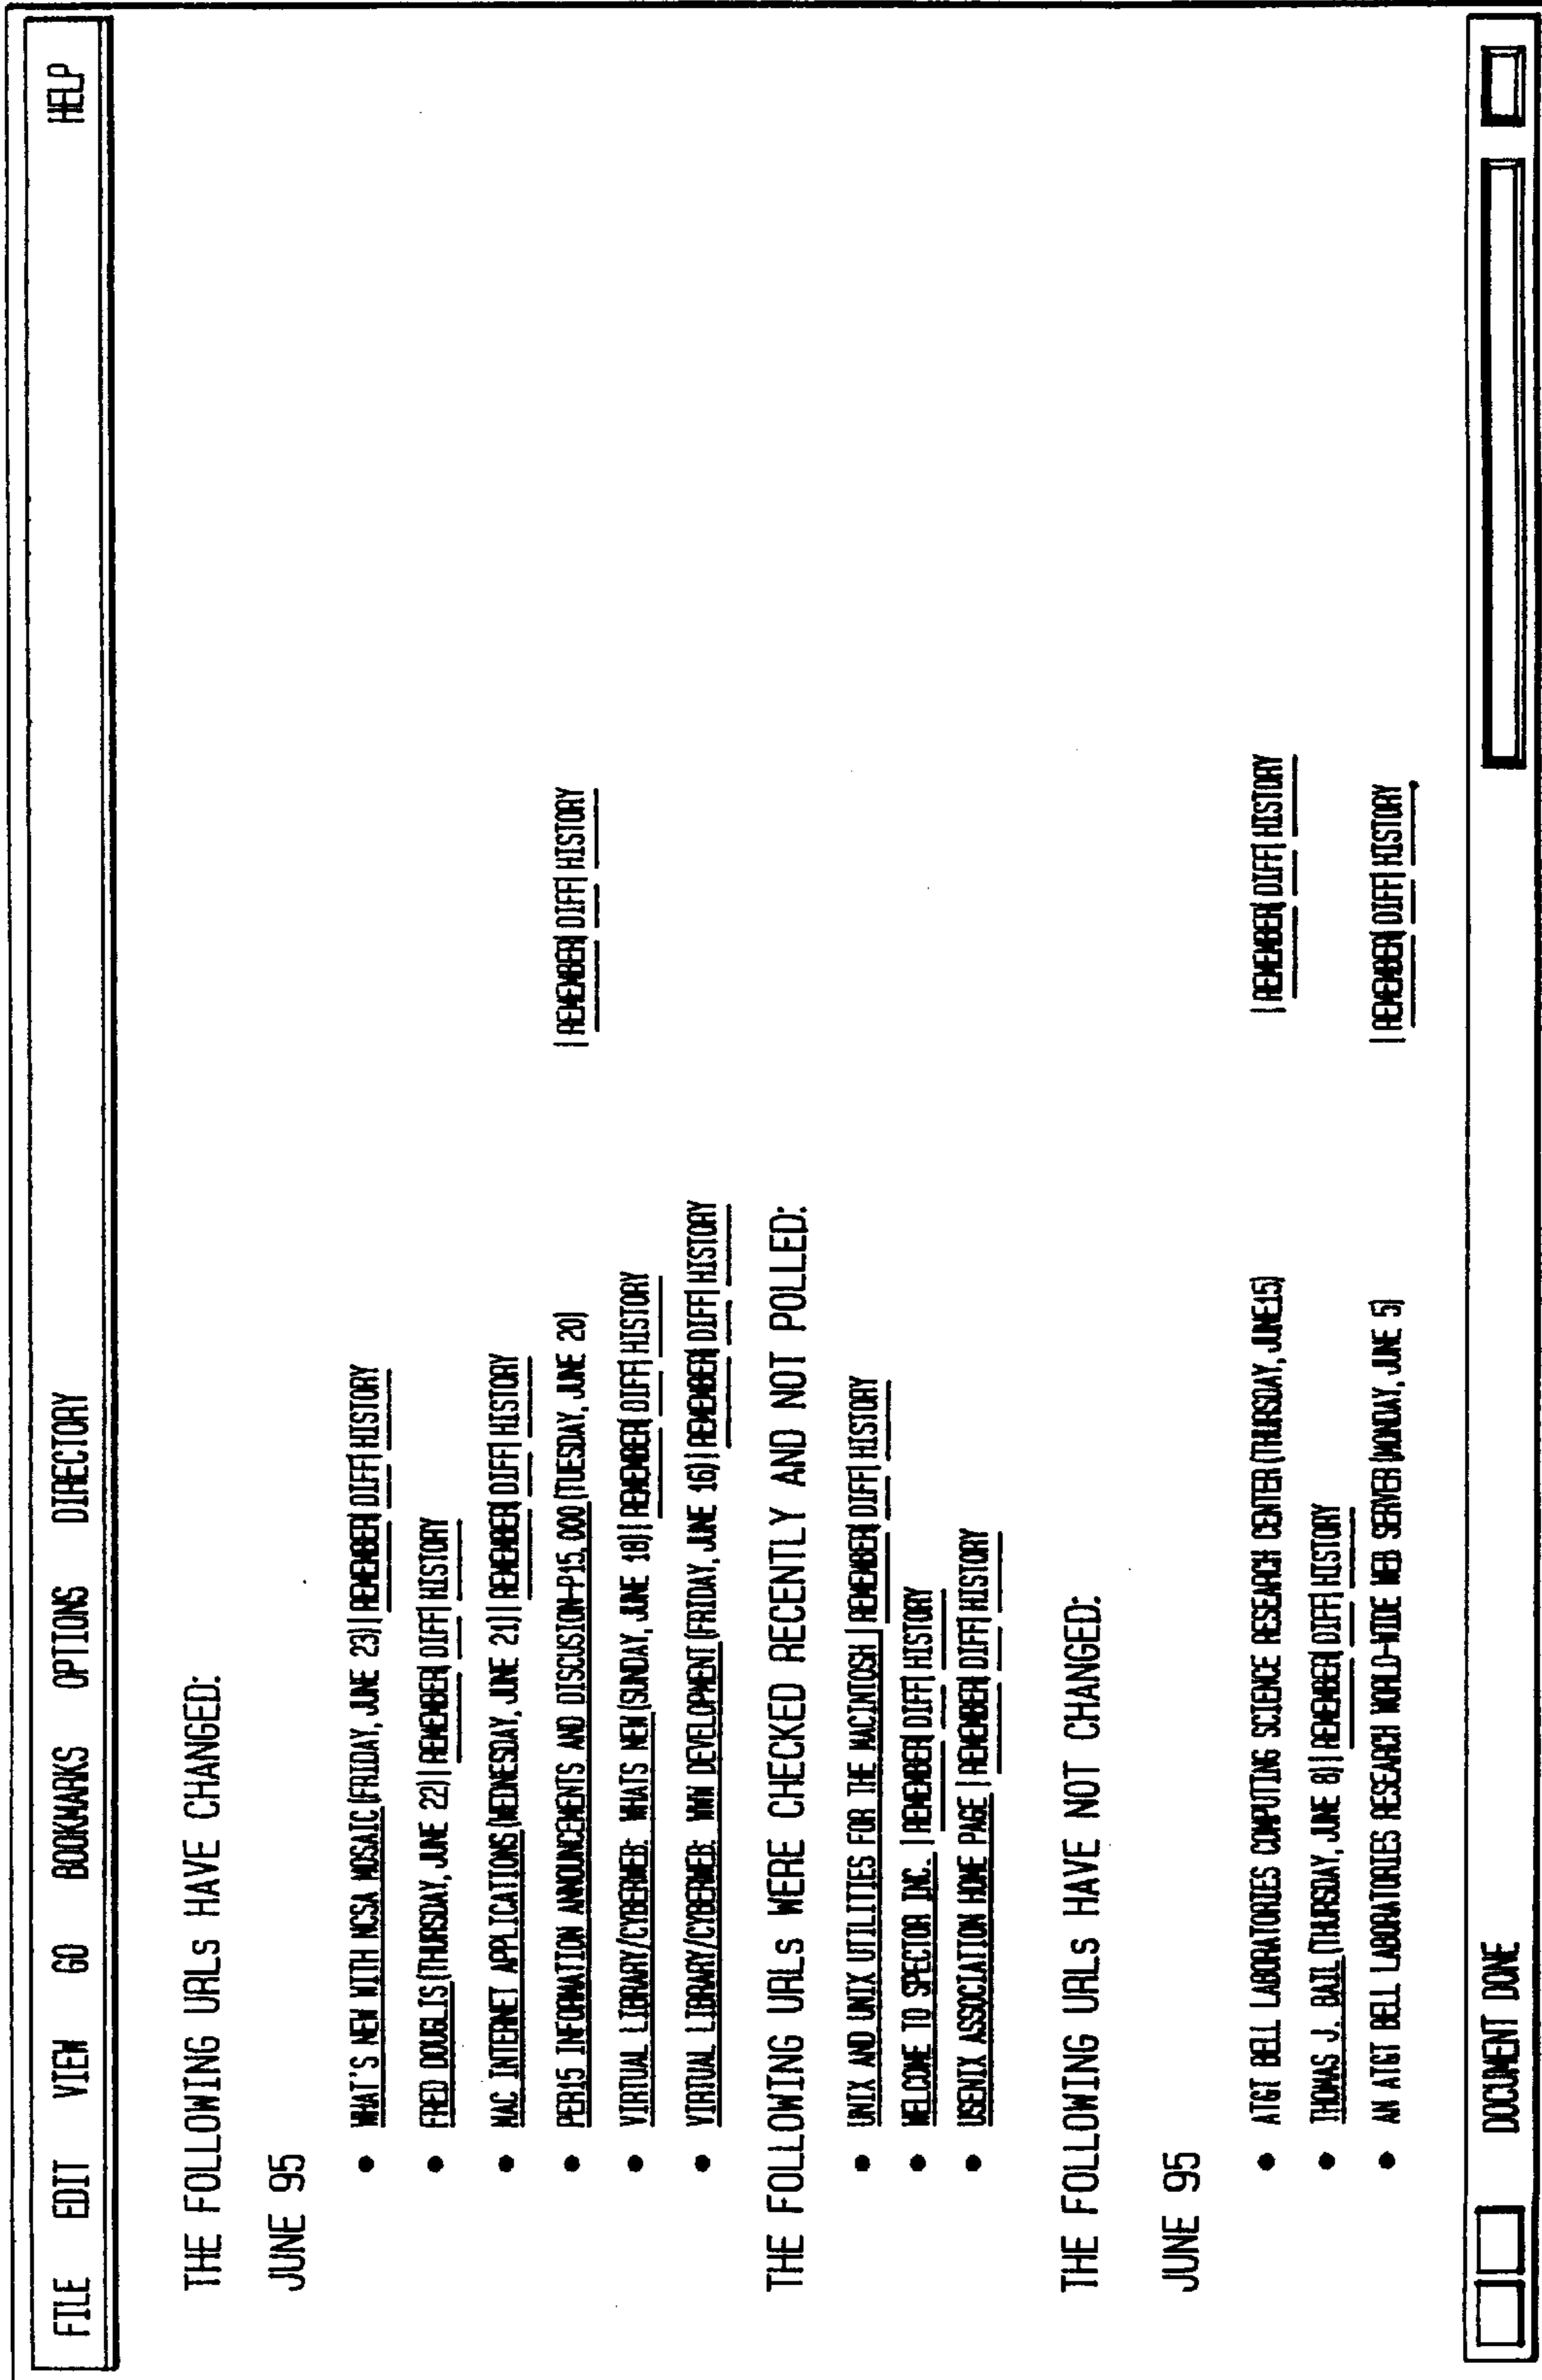 FILE EDIT VIEW GO BOOKMARKS OPTIONS DIRECTORY HELP
THE FOLLOWING URLs HAVE CHANGED:
JUNE 95
• WHAT'S NEW WITH NCSA MOSAIC (FRIDAY, JUNE 23) | REMEMBER | DIFF | HISTORY
• FRED DOUGLIS (THURSDAY, JUNE 22) | REMEMBER | DIFF | HISTORY
• MAC INTERNET APPLICATIONS (WEDNESDAY, JUNE 21) | REMEMBER | DIFF | HISTORY
• PER15 INFORMATION ANNOUNCEMENTS AND DISCUSION-P15,000 (TUESDAY, JUNE 20) | REMEMBER | DIFF | HISTORY
• VIRTUAL LIBRARY/CYBERWEB: WHATS NEW (SUNDAY, JUNE 18) | REMEMBER | DIFF | HISTORY
• VIRTUAL LIBRARY/CYBERWEB: WWW DEVELOPMENT (FRIDAY, JUNE 16) | REMEMBER | DIFF | HISTORY
THE FOLLOWING URLs WERE CHECKED RECENTLY AND NOT POLLED:
• UNIX AND UNIX UTILITIES FOR THE MACINTOSH | REMEMBER | DIFF | HISTORY
• WELCOME TO SPECTOR INC. | REMEMBER | DIFF | HISTORY
• USENIX ASSOCIATION HOME PAGE | REMEMBER | DIFF | HISTORY
THE FOLLOWING URLs HAVE NOT CHANGED:
JUNE 95
• ATGT BELL LABORATORIES COMPUTING SCIENCE RESEARCH CENTER (THURSDAY, JUNE15) | REMEMBER | DIFF | HISTORY
• THOMAS J. BAIL (THURSDAY, JUNE 8) | REMEMBER | DIFF | HISTORY
• AN ATGT BELL LABORATORIES RESEARCH WORLD-WIDE WEB SERVER (MONDAY, JUNE 5) | REMEMBER | DIFF | HISTORY
DOCUMENT DONE